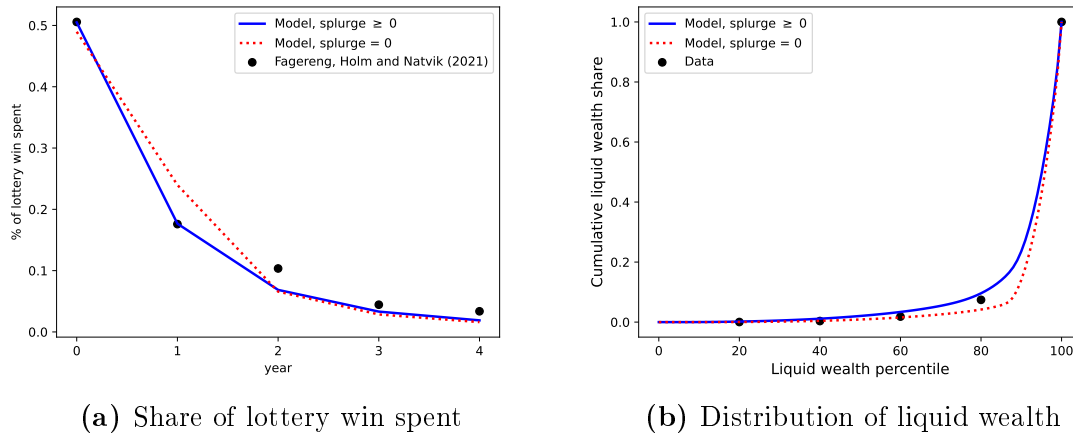 0.5
0.4
0.3
0.2
0.1
0.0
% of lottery win spent
0
1
2
3
4
year
Model, splurge ≥ 0
Model, splurge = 0
Fagereng, Holm and Natvik (2021)
(a) Share of lottery win spent
1.0
0.8
0.6
0.4
0.2
0.0
Cumulative liquid wealth share
0
20
40
60
80
100
Liquid wealth percentile
Model, splurge ≥ 0
Model, splurge = 0
Data
(b) Distribution of liquid wealth